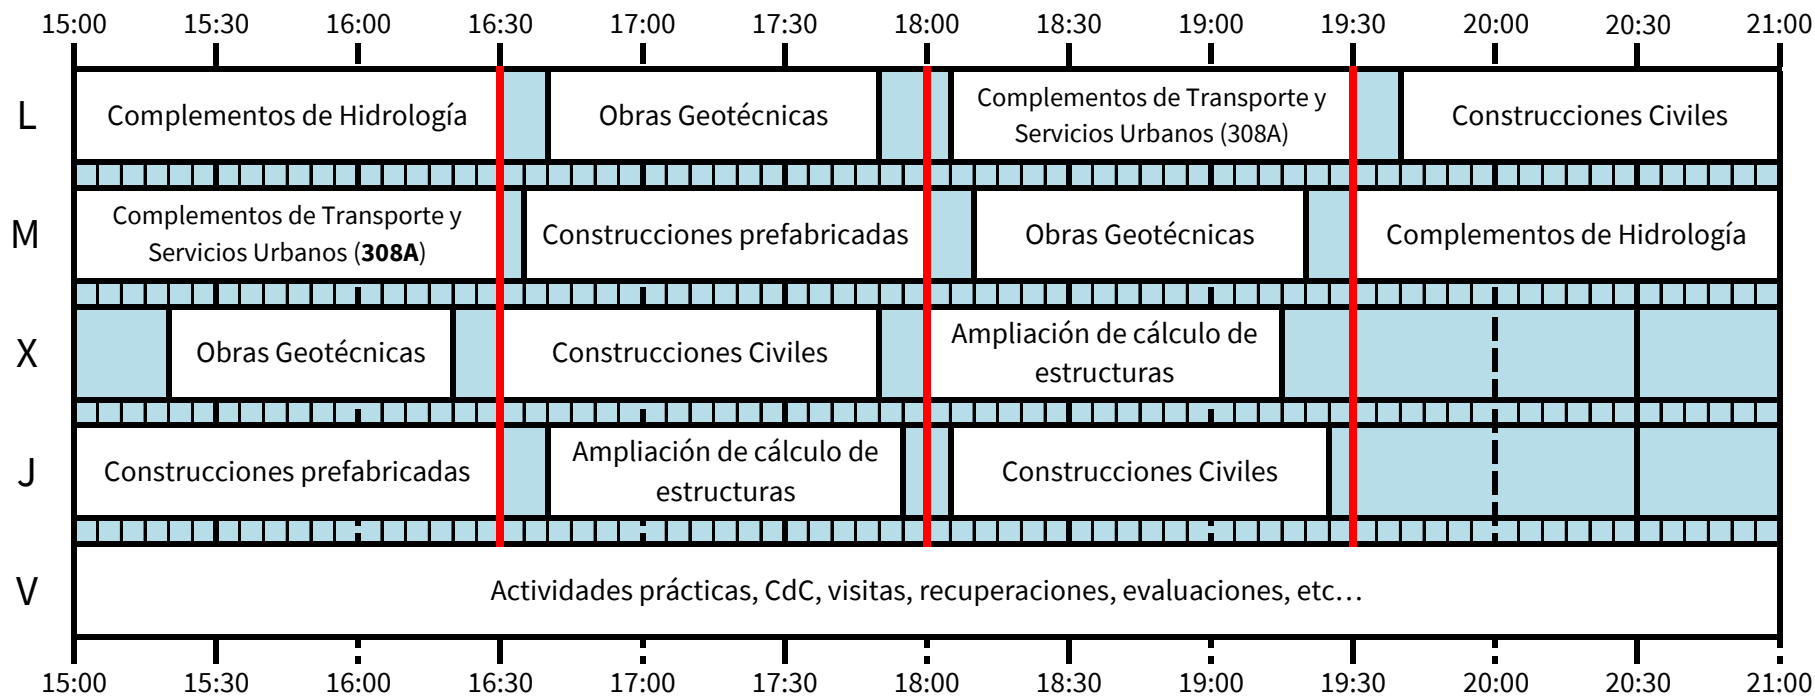 15:00 15:30 16:00 16:30 17:00 17:30 18:00 18:30 19:00 19:30 20:00 20:30 21:00
L
Complementos de Hidrología
Obras Geotécnicas
Complementos de Transporte y
Servicios Urbanos (308A)
Construcciones Civiles
M
Complementos de Transporte y
Servicios Urbanos (308A)
Construcciones prefabricadas
Obras Geotécnicas
Complementos de Hidrología
X
Obras Geotécnicas
Construcciones Civiles
Ampliación de cálculo de
estructuras
J
Construcciones prefabricadas
Ampliación de cálculo de
estructuras
Construcciones Civiles
V
Actividades prácticas, CdC, visitas, recuperaciones, evaluaciones, etc…
15:00 15:30 16:00 16:30 17:00 17:30 18:00 18:30 19:00 19:30 20:00 20:30 21:00